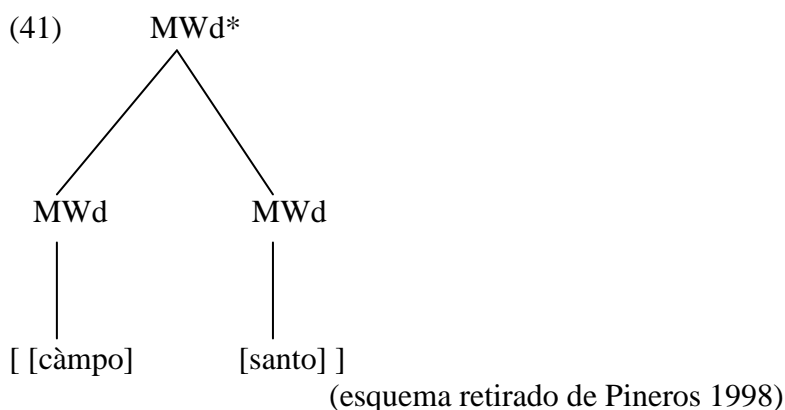 (41) MWd*
MWd MWd
[ [càmpo] [santo] ]
(esquema retirado de Pineros 1998)